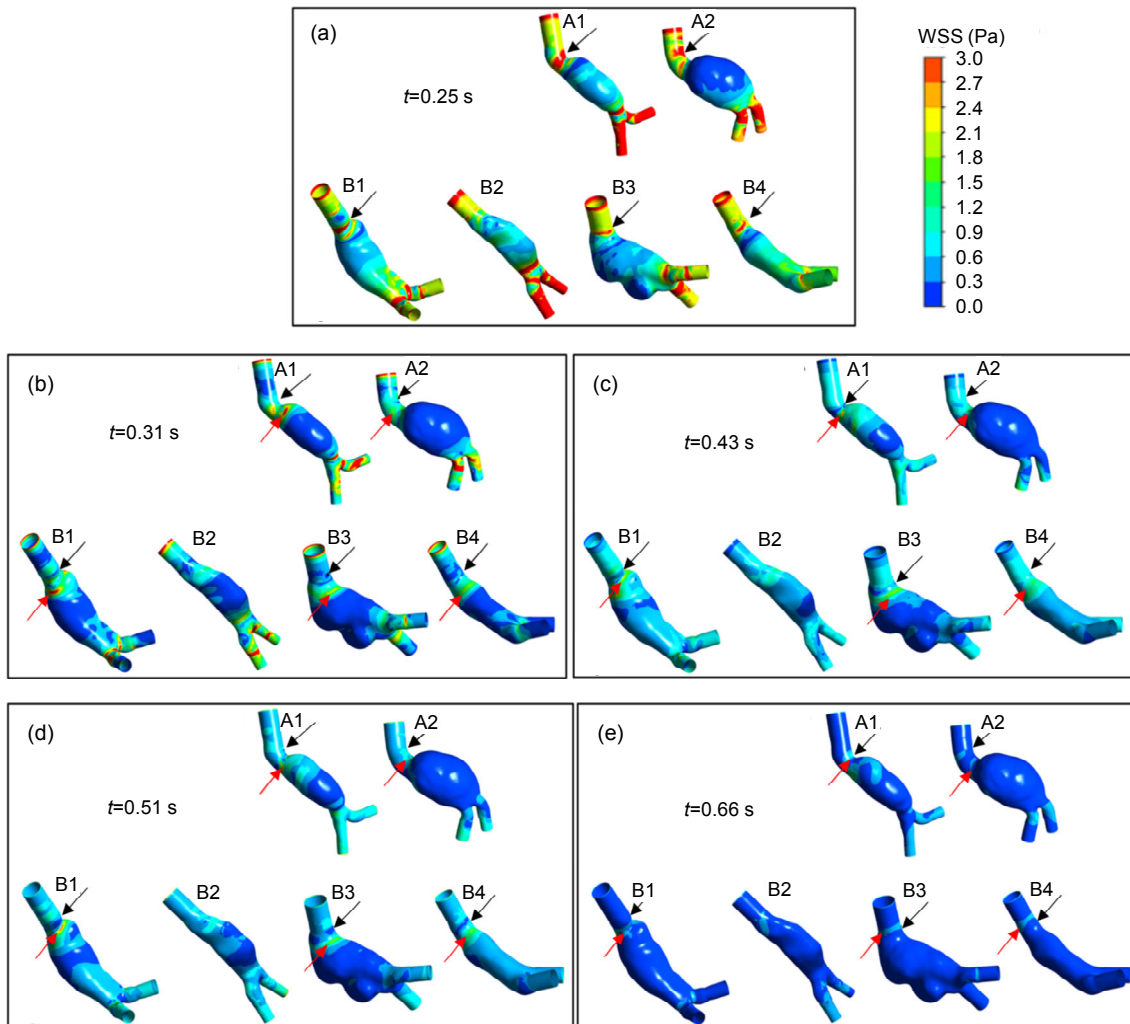 (a)
A1
A2
t=0.25 s
B1
B2
B3
B4
WSS (Pa)
3.0
2.4
2.1
1.8
1.5
1.2
0.9
0.6
0.3
0.0
(b)
A1
A2
t=0.31 s
B1
B2
B3
B4
(c)
A1
A2
t=0.43 s
B1
B2
B3
B4
(d)
A1
A2
t=0.51 s
B1
B2
B3
B4
(e)
A1
A2
t=0.66 s
B1
B2
B3
B4